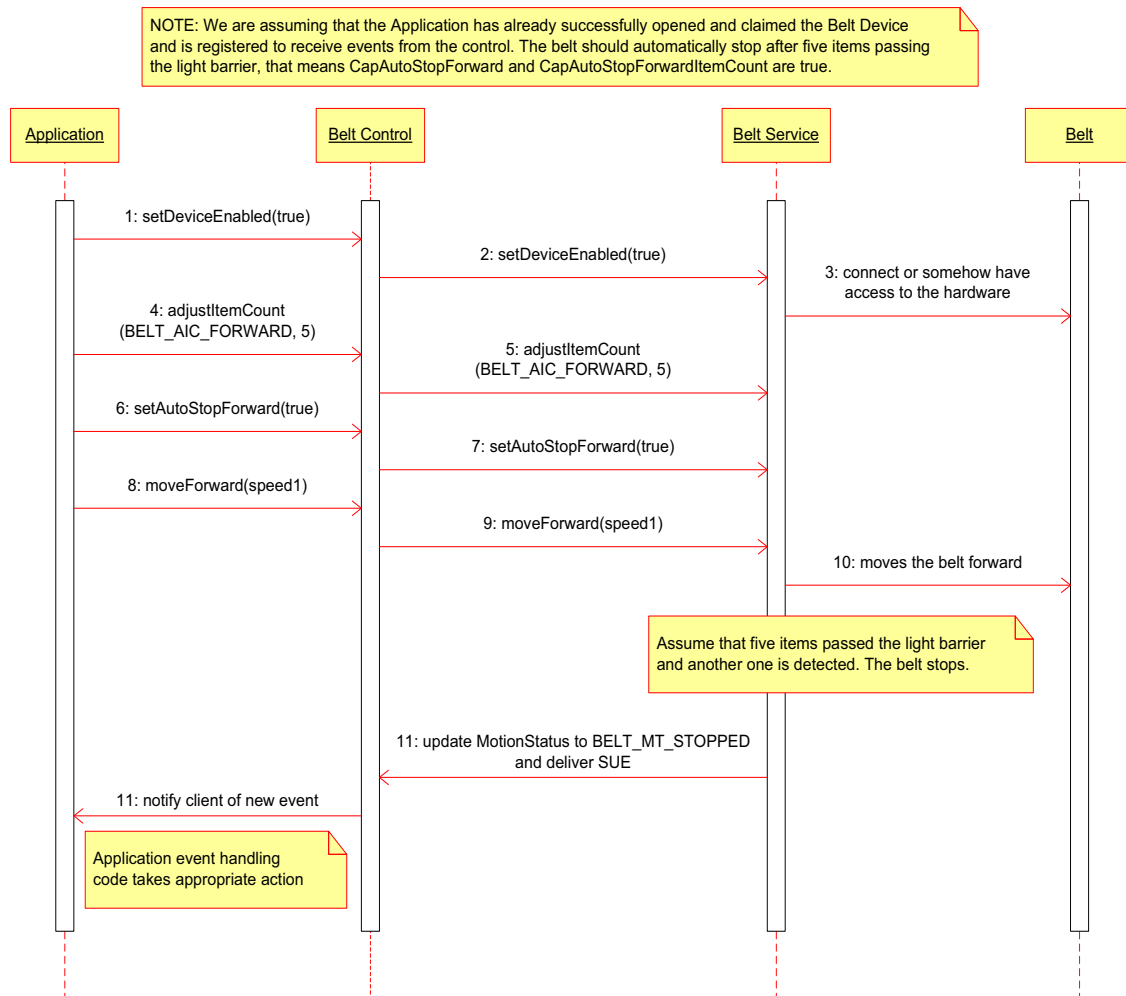 NOTE: We are assuming that the Application has already successfully opened and claimed the Belt Device
and is registered to receive events from the control. The belt should automatically stop after five items passing
the light barrier, that means CapAutoStopForward and CapAutoStopForwardItemCount are true.
Application
Belt Control
Belt Service
Belt
1: setDeviceEnabled(true)
2: setDeviceEnabled(true)
3: connect or somehow have
access to the hardware
4: adjustItemCount
(BELT_AIC_FORWARD, 5)
5: adjustItemCount
(BELT_AIC_FORWARD, 5)
6: setAutoStopForward(true)
7: setAutoStopForward(true)
8: moveForward(speed1)
9: moveForward(speed1)
10: moves the belt forward
Assume that five items passed the light barrier
and another one is detected. The belt stops.
11: update MotionStatus to BELT_MT_STOPPED
and deliver SUE
11: notify client of new event
Application event handling
code takes appropriate action